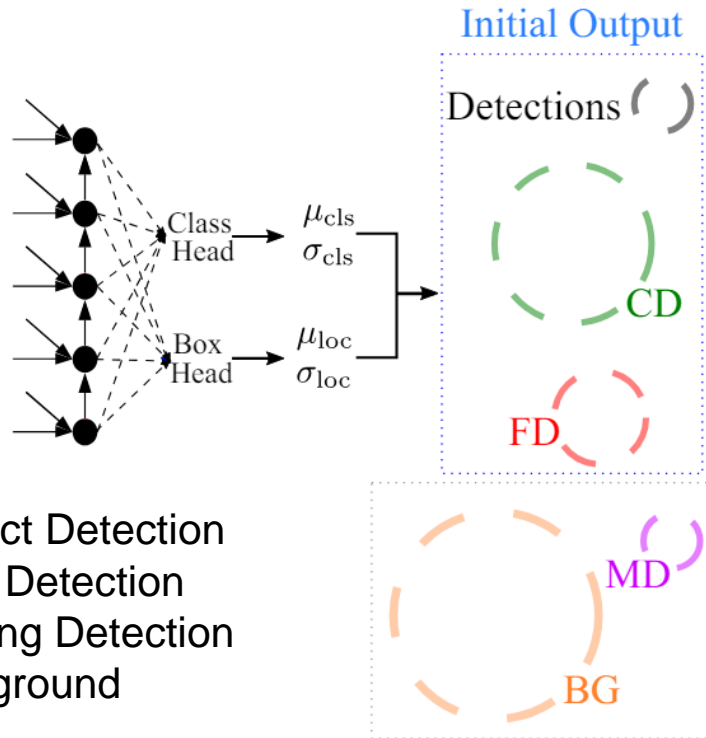 Initial Output
Detections
Class
Head
μcls
σcls
CD
Box
Head
μloc
σloc
FD
ct Detection
Detection
MD
ng Detection
ground
BG